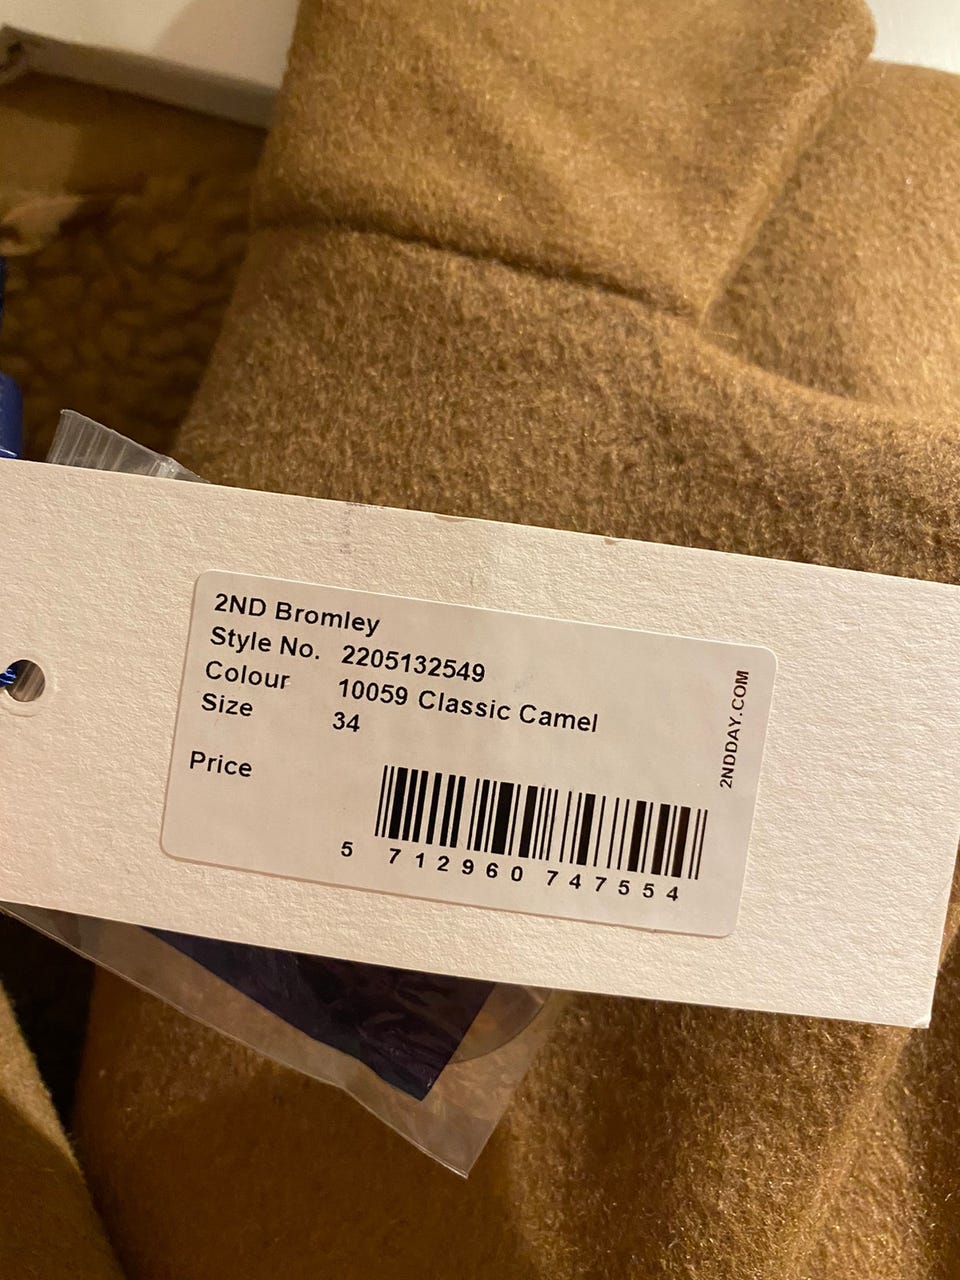 2ND Bromley
Style No. 2205132549
Colour 10059 Classic Camel
Size 34
Price
5 712960 747554
2NDDAY.COM